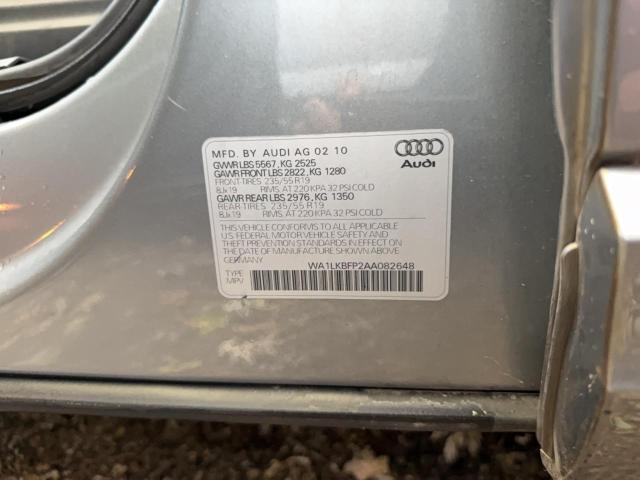 MFD. BY AUDI AG 02 10
Audi
GVWR LBS 5567, KG 2525
GAWR FRONT LBS 2822, KG 1280
FRONT-TIRES 235/55 R19
8Jx19 RIMS, AT 220 KPA 32 PSI COLD
GAWR REAR LBS 2976, KG 1350
REAR-TIRES 235/55 R19
8Jx19 RIMS, AT 220 KPA 32 PSI COLD
THIS VEHICLE CONFORMS TO ALL APPLICABLE
U.S. FEDERAL MOTOR VEHICLE SAFETY AND
THEFT PREVENTION STANDARDS IN EFFECT ON
THE DATE OF MANUFACTURE SHOWN ABOVE
GERMANY WA1LKBFP2AA082648
TYPE
MPV